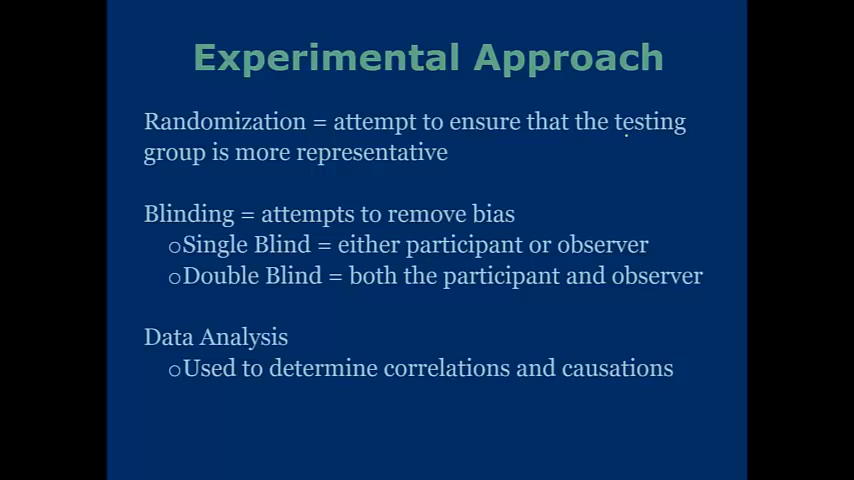 Experimental Approach
Randomization = attempt to ensure that the testing
group is more representative
Blinding = attempts to remove bias
oSingle Blind = either participant or observer
oDouble Blind = both the participant and observer
Data Analysis
oUsed to determine correlations and causations